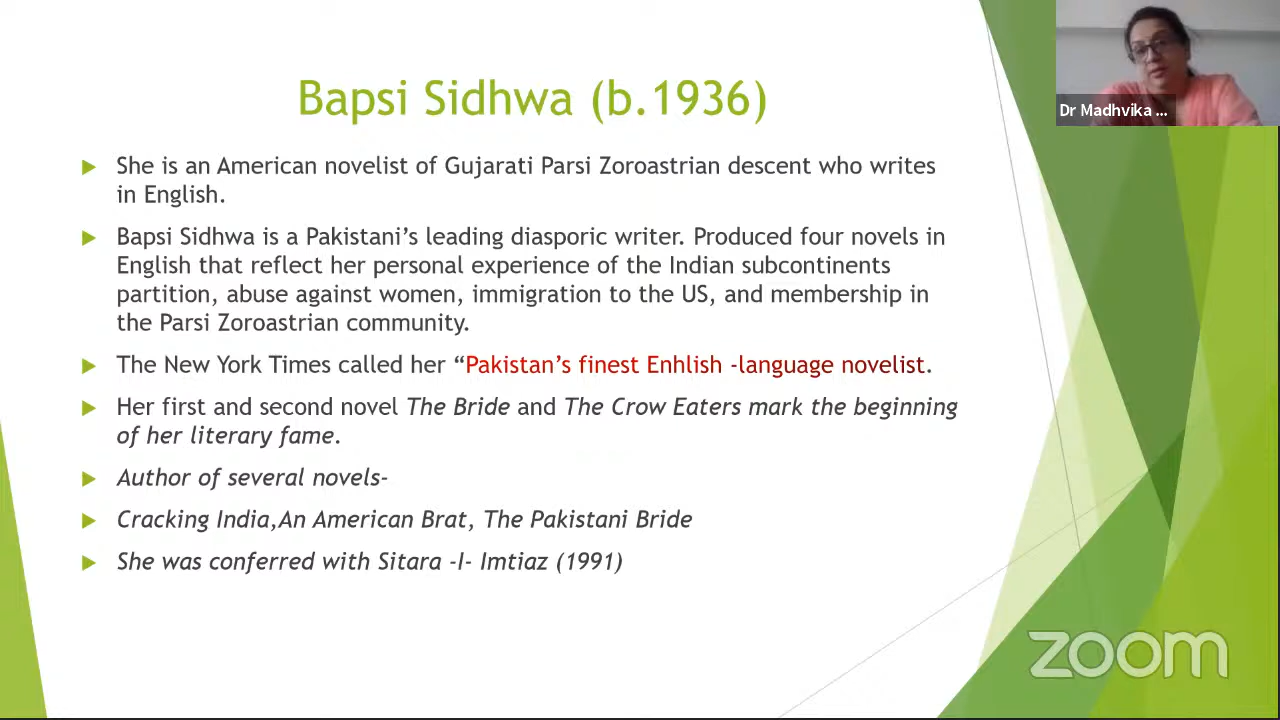 Bapsi Sidhwa (b.1936)
She is an American novelist of Gujarati Parsi Zoroastrian descent who writes
in English.
Bapsi Sidhwa is a Pakistani’s leading diasporic writer. Produced four novels in
English that reflect her personal experience of the Indian subcontinents
partition, abuse against women, immigration to the US, and membership in
the Parsi Zoroastrian community.
The New York Times called her “Pakistan’s finest Enhlish -language novelist.
Her first and second novel The Bride and The Crow Eaters mark the beginning
of her literary fame.
Author of several novels-
Cracking India,An American Brat, The Pakistani Bride
She was conferred with Sitara -I- Imtiaz (1991)
Dr Madhvika ...
zoom